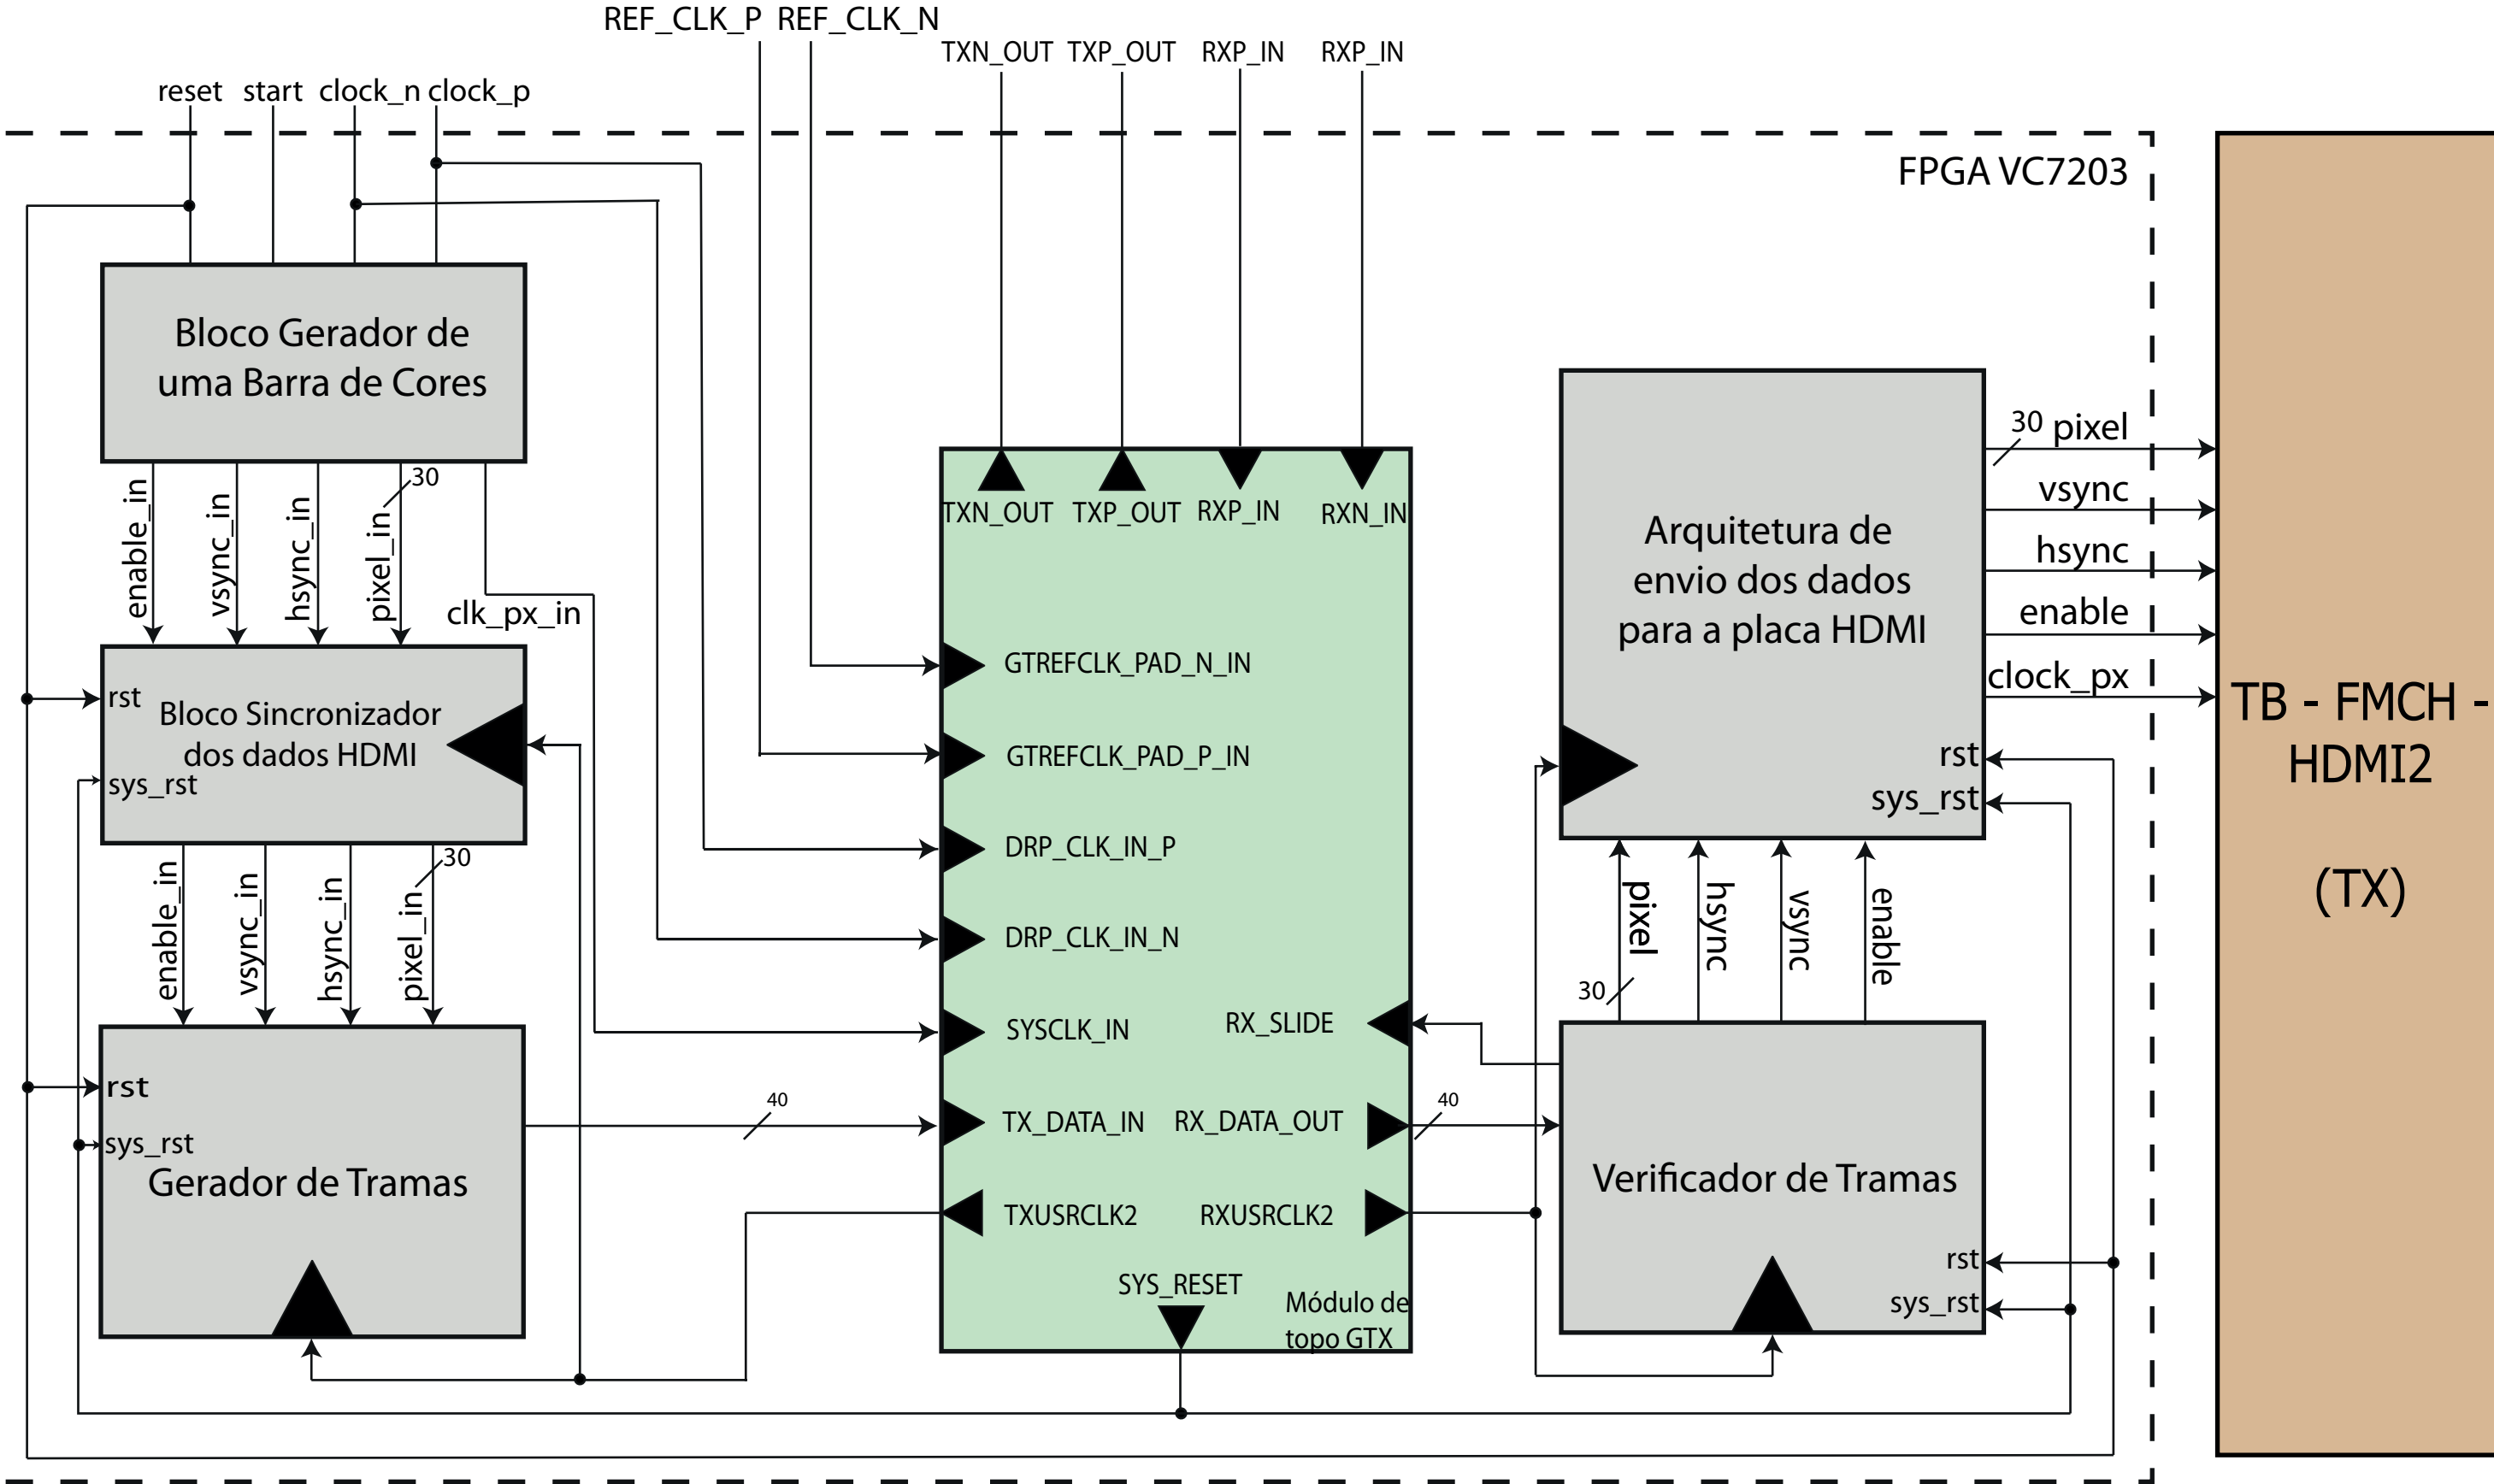 REF_CLK_P REF_CLK_N
TXN_OUT TXP_OUT RXP_IN RXP_IN
reset start clock_n clock_p
FPGA VC7203
Bloco Gerador de
uma Barra de Cores
enable_in
vsync_in
hsync_in
pixel_in
30
clk_px_in
rst
Bloco Sincronizador
dos dados HDMI
sys_rst
enable_in
vsync_in
hsync_in
pixel_in
30
rst
sys_rst
Gerador de Tramas
40
TXN_OUT TXP_OUT RXP_IN RXN_IN
GTREFCLK_PAD_N_IN
GTREFCLK_PAD_P_IN
DRP_CLK_IN_P
DRP_CLK_IN_N
SYSCLK_IN
RX_SLIDE
TX_DATA_IN
RX_DATA_OUT
TXUSRCLK2
RXUSRCLK2
SYS_RESET
Módulo de
topo GTX
40
Arquitetura de
envio dos dados
para a placa HDMI
rst
sys_rst
30
pixel
vsync
hsync
enable
clock_px
pixel
hsync
vsync
enable
30
Verificador de Tramas
rst
sys_rst
TB - FMCH -
HDMI2
(TX)